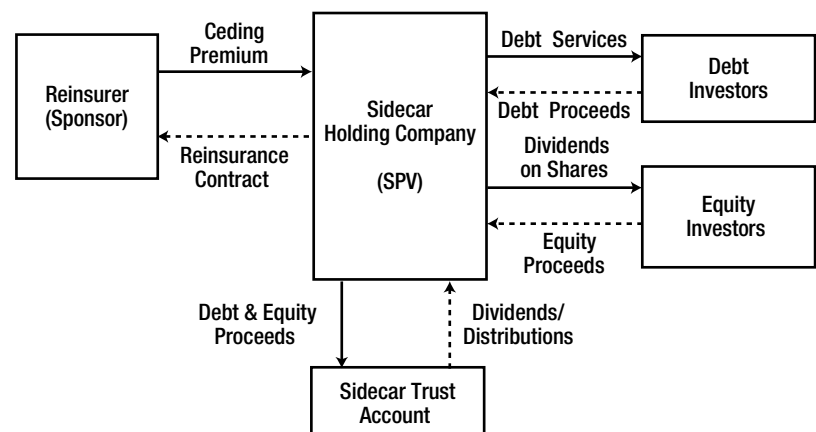 Ceding
Premium
Reinsurer
(Sponsor)
Reinsurance
Contract
Sidecar
Holding Company
(SPV)
Debt Services
Debt Proceeds
Debt
Investors
Dividends
on Shares
Equity
Proceeds
Equity
Investors
Debt & Equity
Proceeds
Dividends/
Distributions
Sidecar Trust
Account